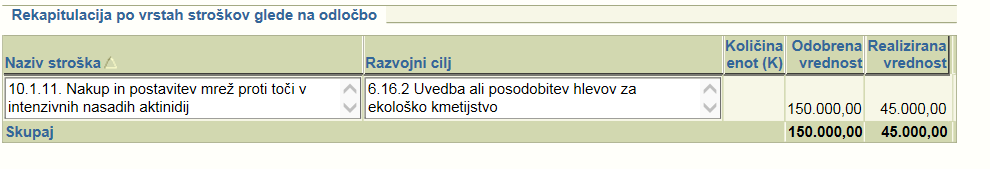 Rekapitulacija po vrstah stroškov glede na odločbo
Naziv stroška Razvojni cilj Količina enot (K) Odobrena vrednost Realizirana vrednost
10.1.11. Nakup in postavitev mrež proti toči v
intenzivnih nasadih aktinidij
6.16.2 Uvedba ali posodobitev hlevov za
ekološko kmetijstvo
150.000,00 45.000,00
Skupaj 150.000,00 45.000,00